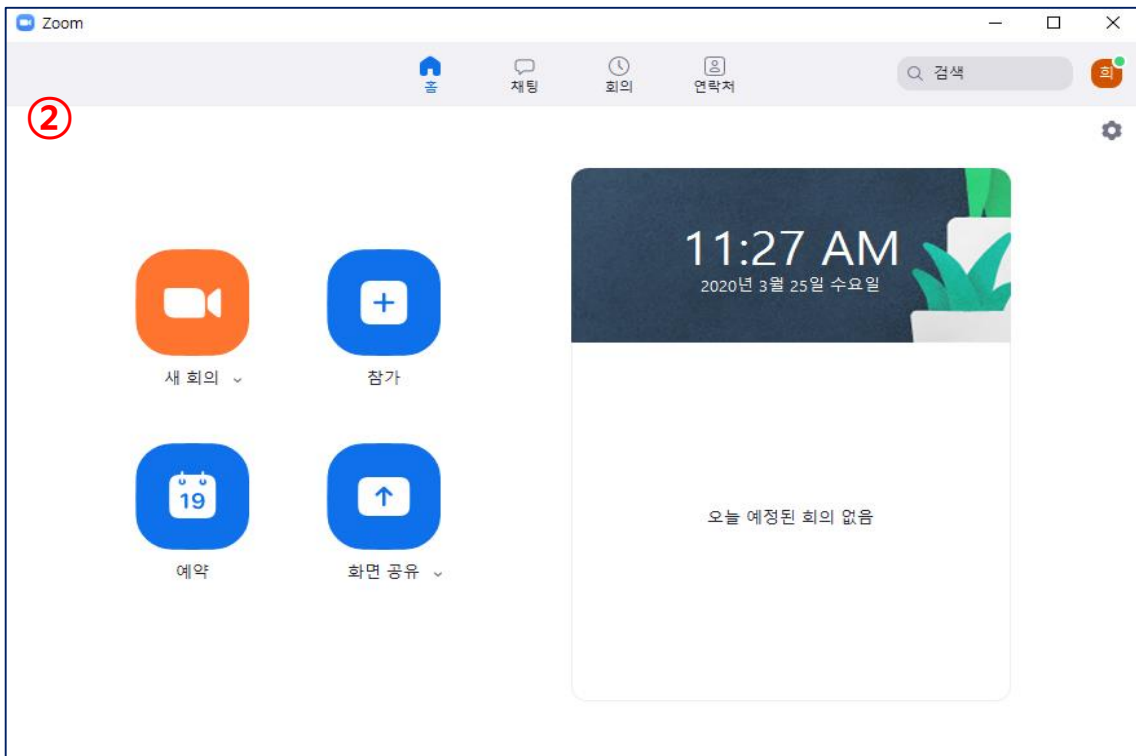 Zoom
홈
채팅
회의
연락처
검색
희
②
11:27 AM
2020년 3월 25일 수요일
새 회의
참가
19
예약
화면 공유
오늘 예정된 회의 없음